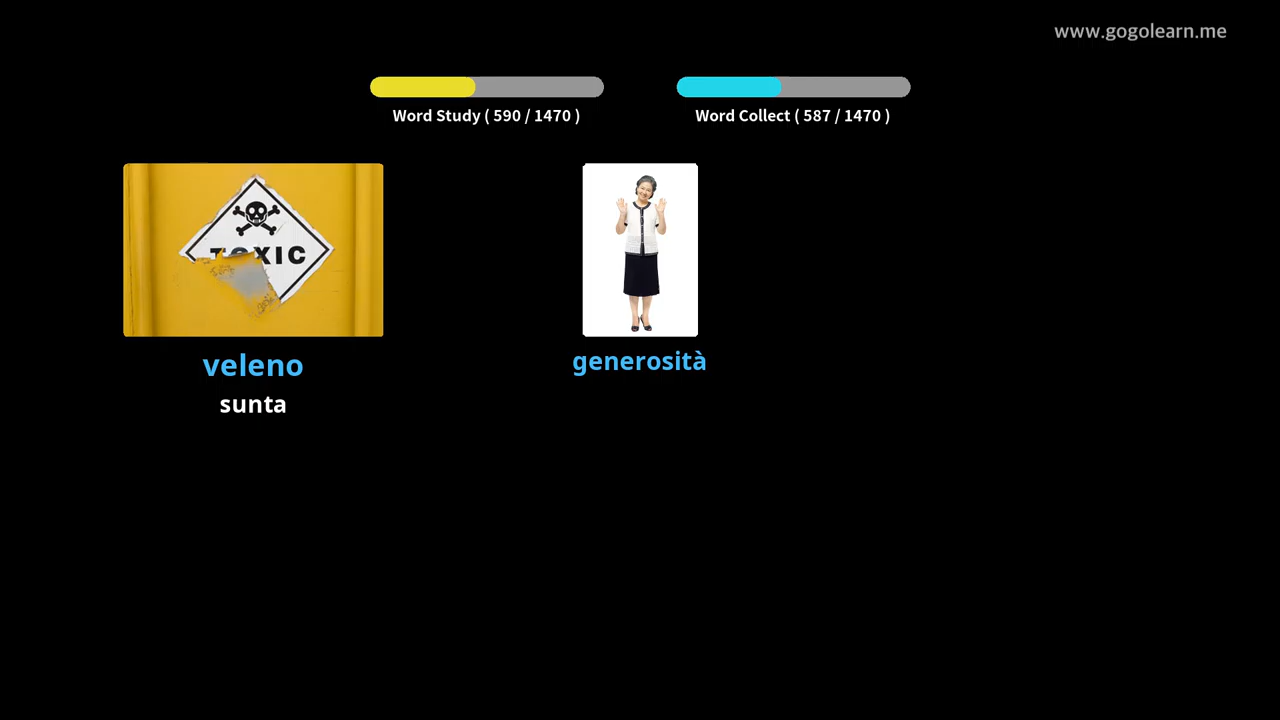 www.gogolearn.me
Word Study ( 590 / 1470 )
Word Collect ( 587 / 1470 )
TOXIC
veleno
generosità
sunta